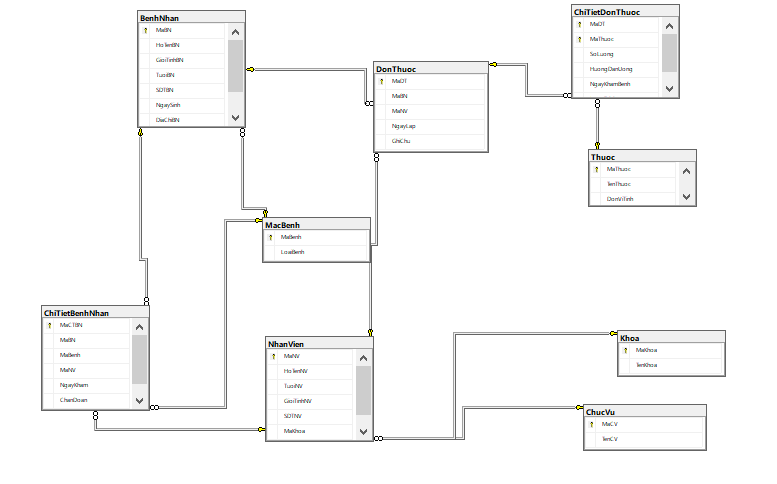 BenhNhan
MaBN
HoTenBN
GioiTinhBN
TuoiBN
SDTBN
NgaySinh
DiaChiBN
DonThuoc
MaDT
MaBN
MaNV
NgayLap
GhiChu
ChiTietDonThuoc
MaDT
MaThuoc
SoLuong
HuongDanUong
NgayKhamBenh
Thuoc
MaThuoc
TenThuoc
DonViTinh
MacBenh
MaBenh
LoaiBenh
ChiTietBenhNhan
MaCTBN
MaBN
MaBenh
MaNV
NgayKham
ChanDoan
NhanVien
MaNV
HoTenNV
TuoiNV
GioiTinhNV
SDTNV
MaKhoa
Khoa
MaKhoa
TenKhoa
ChucVu
MaCV
TenCV